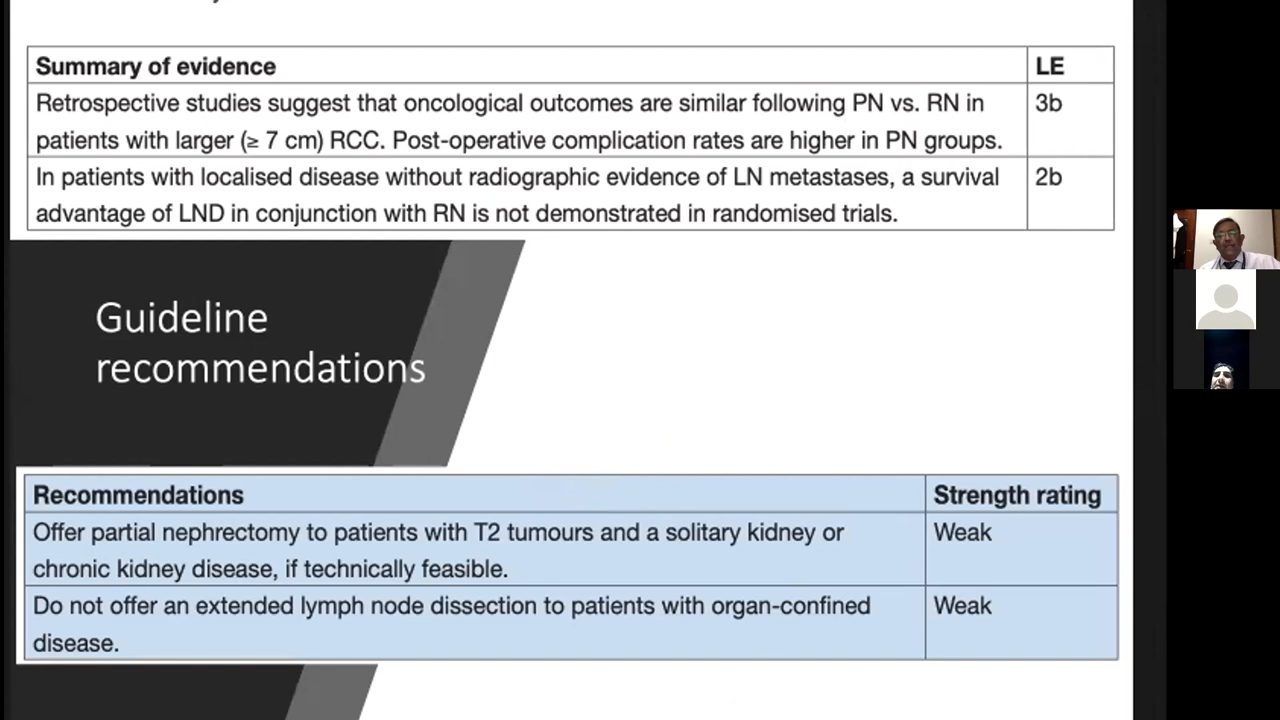 Summary of evidence LE
Retrospective studies suggest that oncological outcomes are similar following PN vs. RN in 3b
patients with larger (≥ 7 cm) RCC. Post-operative complication rates are higher in PN groups.
In patients with localised disease without radiographic evidence of LN metastases, a survival 2b
advantage of LND in conjunction with RN is not demonstrated in randomised trials.
Guideline
recommendations
Recommendations Strength rating
Offer partial nephrectomy to patients with T2 tumours and a solitary kidney or Weak
chronic kidney disease, if technically feasible.
Do not offer an extended lymph node dissection to patients with organ-confined Weak
disease.